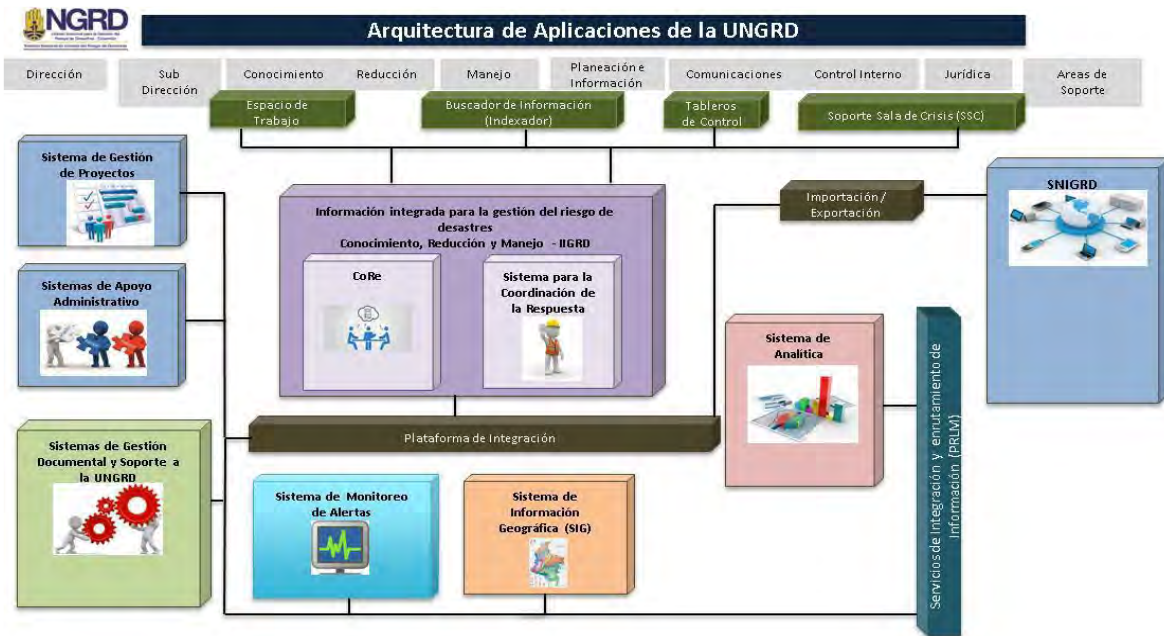 NGRD
Arquitectura de Aplicaciones de la UNGRD
Dirección
Sub
Dirección
Conocimiento
Reducción
Manejo
Planeación e
Información
Comunicaciones
Control Interno
Jurídica
Areas de
Soporte
Espacio de
Trabajo
Buscador de Información
(Indexador)
Tableros
de Control
Soporte Sala de Crisis (SSC)
Sistema de Gestión
de Proyectos
Información integrada para la gestión del riesgo de
desastres
Conocimiento, Reducción y Manejo - IIGRD
CoRe
Sistema para la
Coordinación de
la Respuesta
Importación /
Exportación
SNIGRD
Sistemas de Apoyo
Administrativo
Sistema de
Analítica
Servicios de Integración y enrutamiento de
Información (PRLM)
Plataforma de Integración
Sistemas de Gestión
Documental y Soporte a
la UNGRD
Sistema de Monitoreo
de Alertas
Sistema de
Información
Geográfica (SIG)